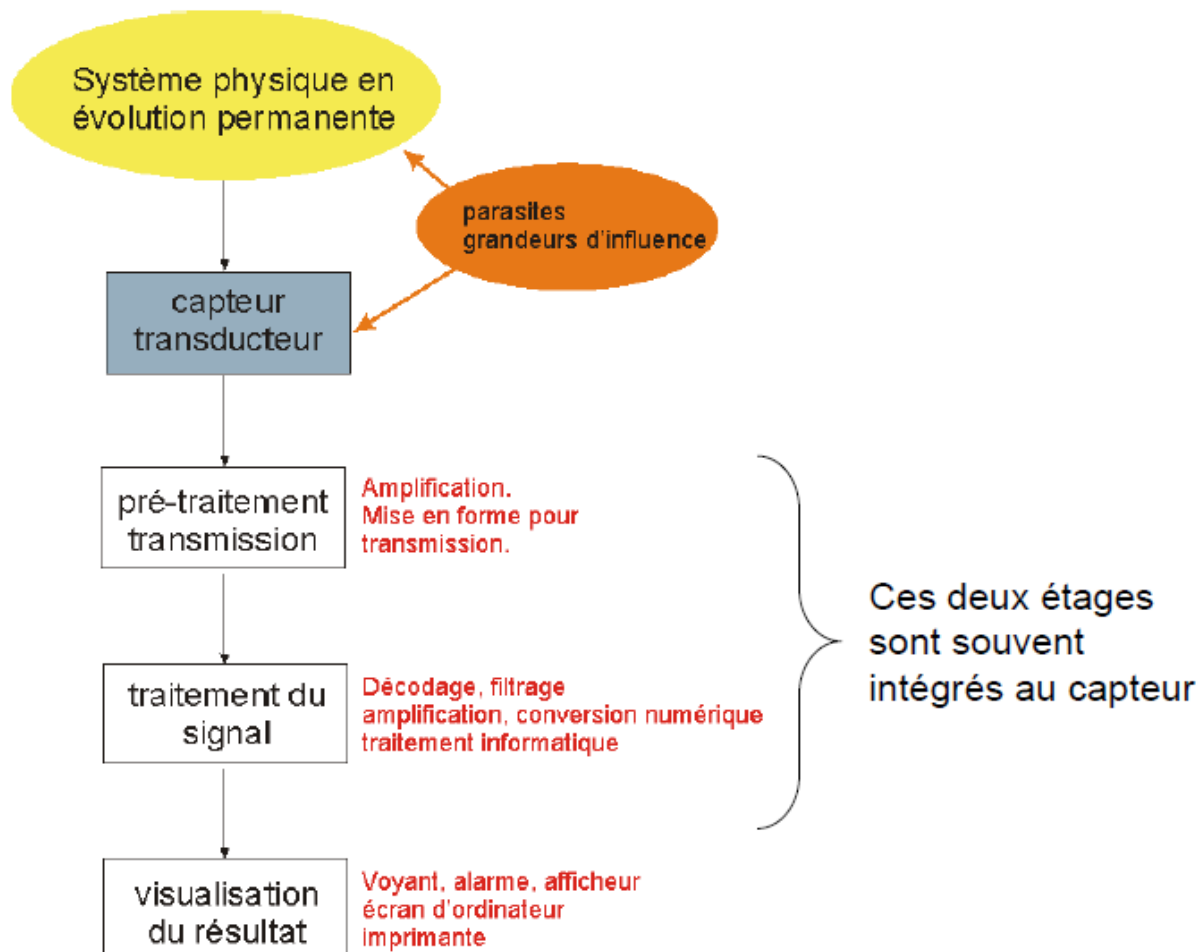 Système physique en
évolution permanente
parasites
grandeurs d'influence
capteur
transducteur
pré-traitement
transmission
Amplification.
Mise en forme pour
transmission.
Ces deux étages
sont souvent
intégrés au capteur
traitement du
signal
Décodage, filtrage
amplification, conversion numérique
traitement informatique
visualisation
du résultat
Voyant, alarme, afficheur
écran d'ordinateur
imprimante